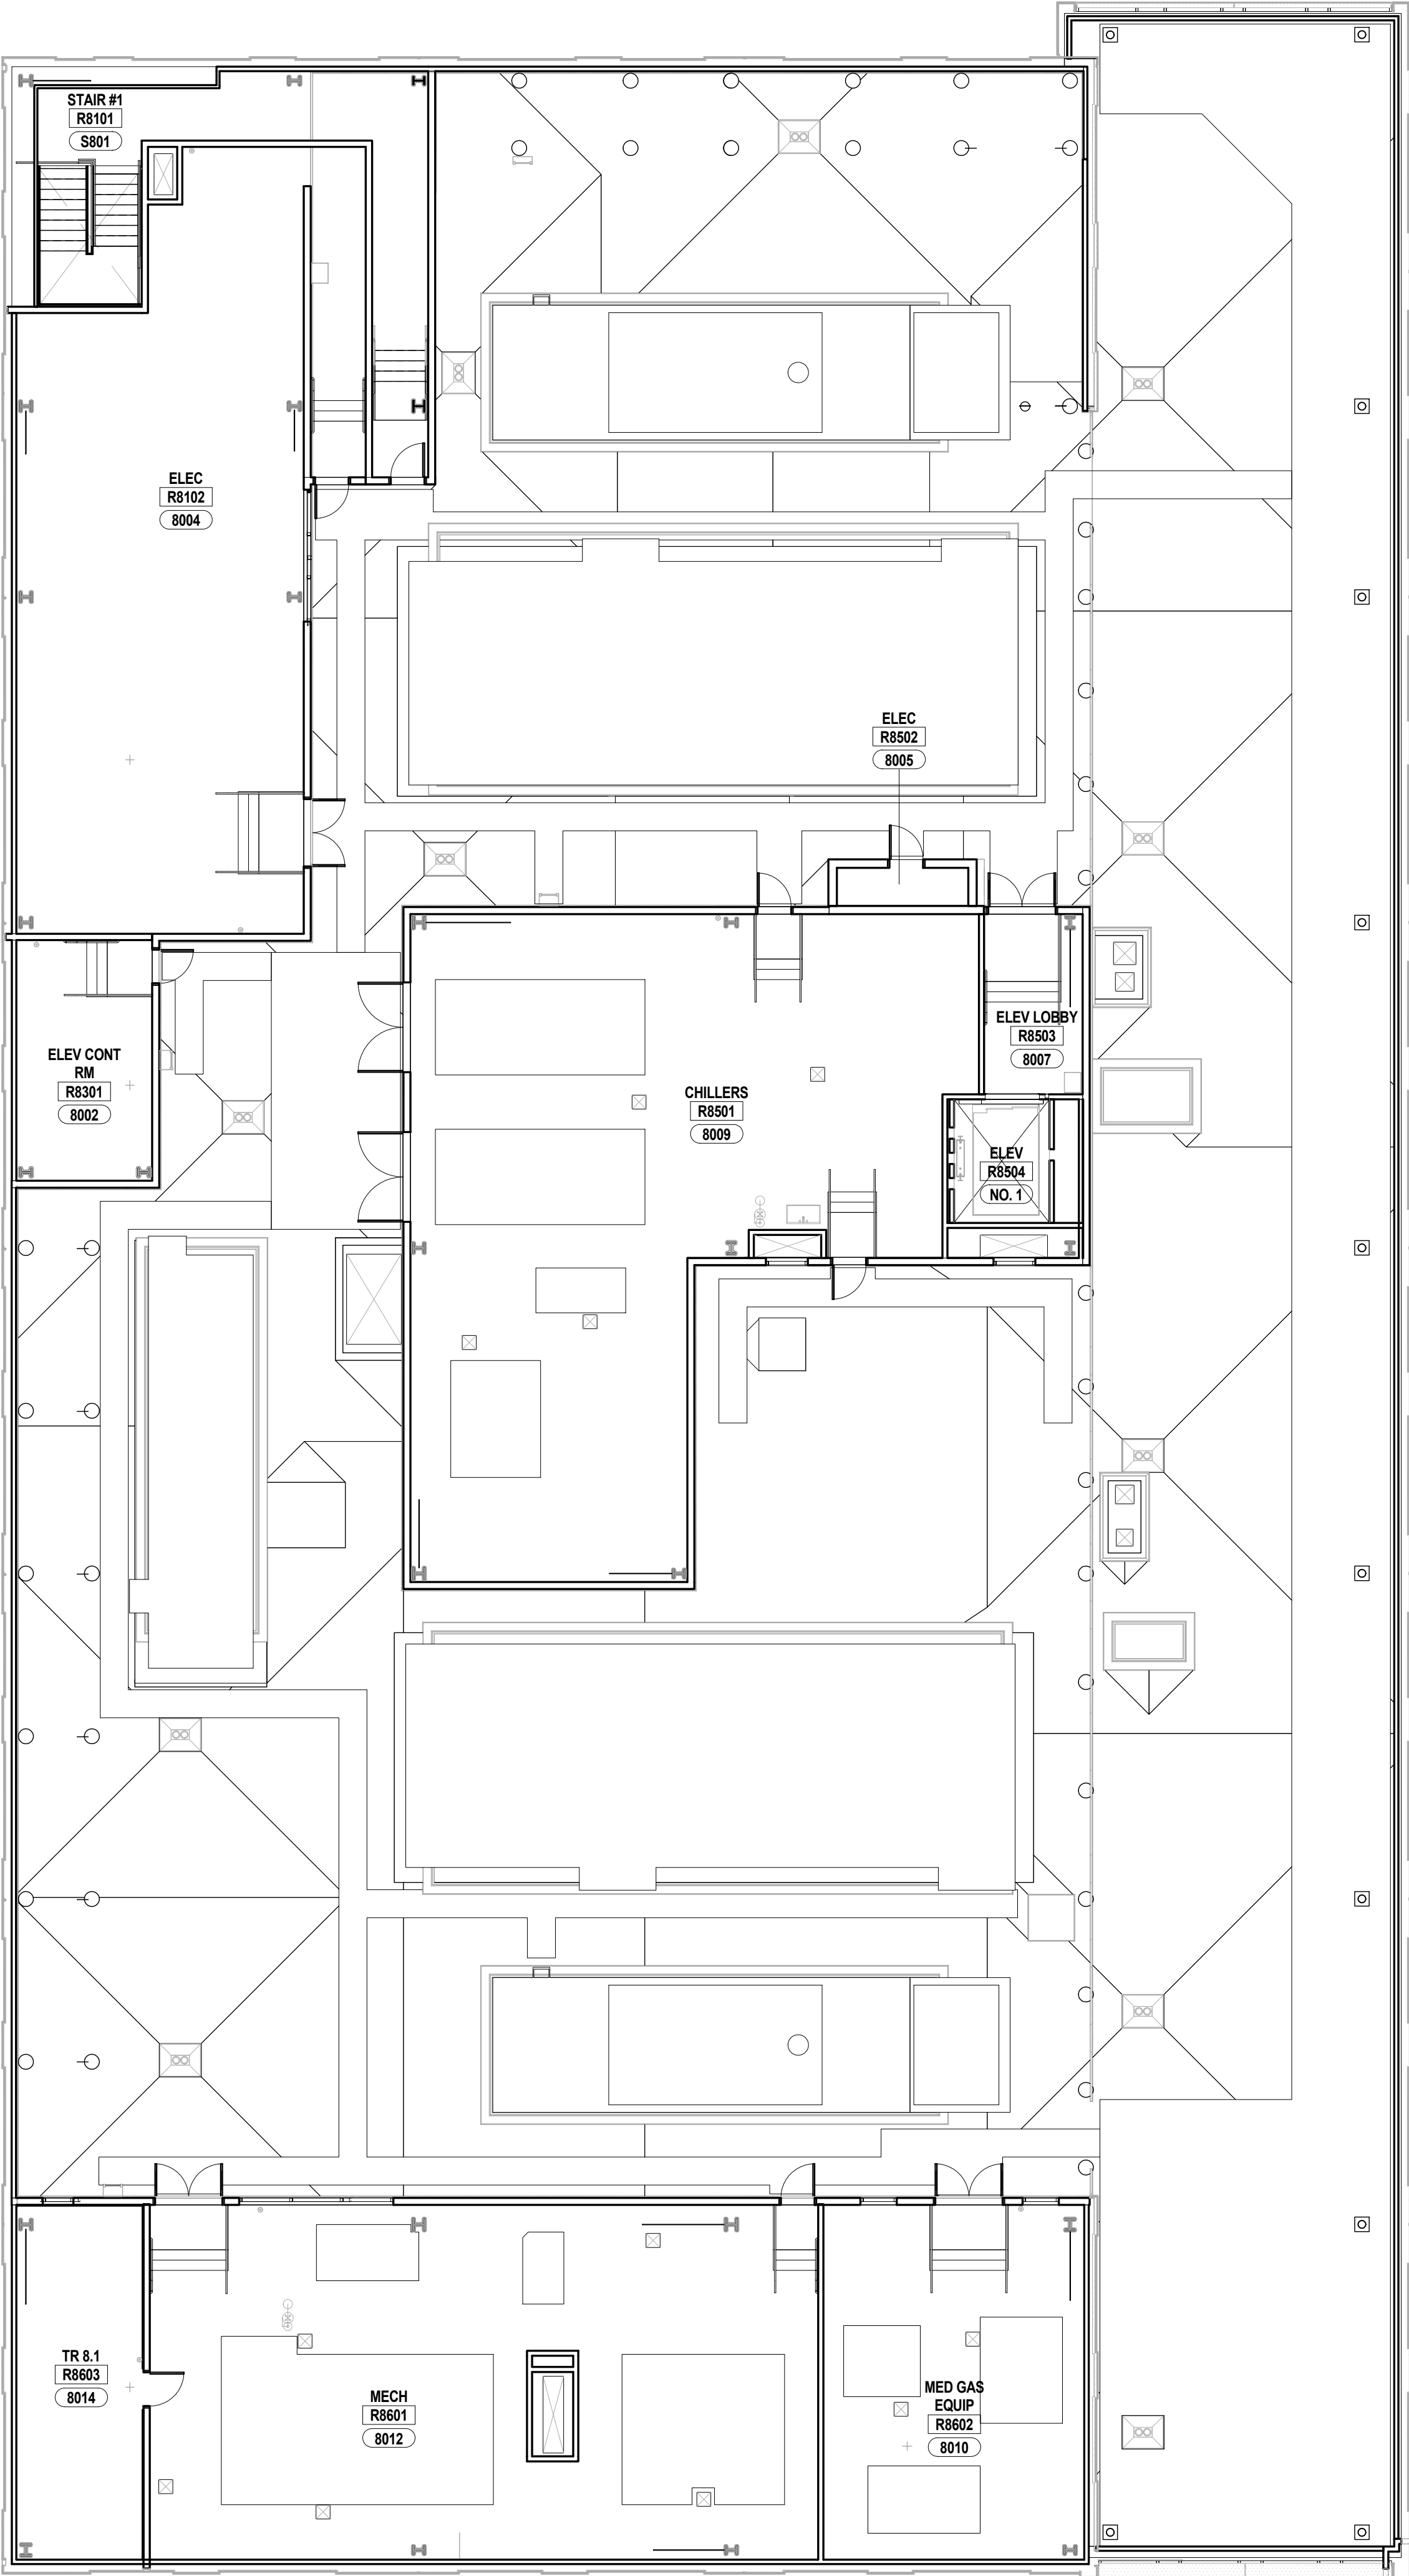 STAIR #1
R8101
S801
ELEC
R8102
8004
ELEC
R8502
8005
ELEV LOBBY
R8503
8007
ELEV CONT
RM
R8301
8002
CHILLERS
R8501
8009
ELEV
R8504
NO. 1
TR 8.1
R8603
8014
MECH
R8601
8012
MED GAS
EQUIP
R8602
8010